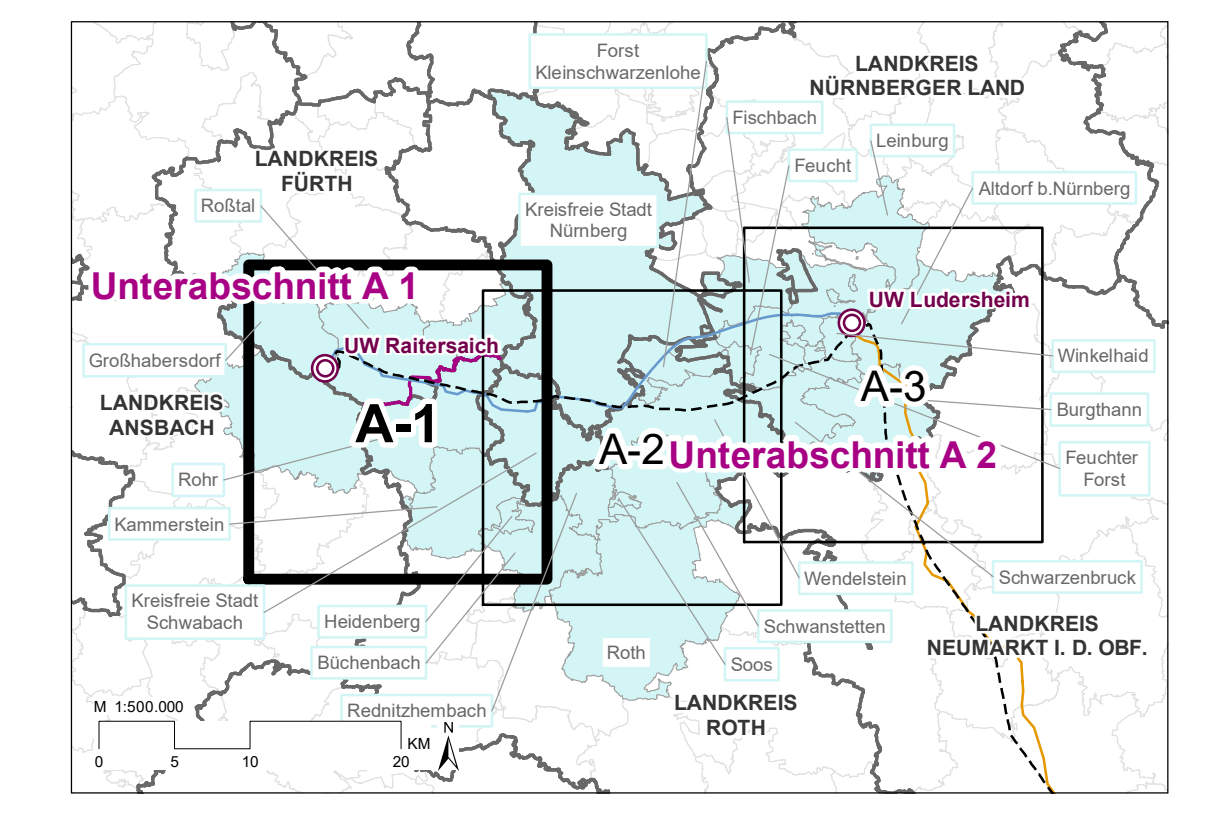 Forst
Kleinschwarzenlohe
LANDKREIS
NÜRNBERGER LAND
Fischbach
Leinburg
LANDKREIS
FÜRTH
Feucht
Altdorf b.Nürnberg
Roßtal
Kreisfreie Stadt
Nürnberg
Unterabschnitt A 1
UW Ludersheim
UW Raitersaich
Großhabersdorf
Winkelhaid
LANDKREIS
ANSBACH
A-1
A-3
Burgthann
A-2
Unterabschnitt A 2
Rohr
Feuchter
Forst
Kammerstein
Wendelstein
Schwarzenbruck
Kreisfreie Stadt
Schwabach
Heidenberg
Schwanstetten
LANDKREIS
NEUMARKT I. D. OBF.
Büchenbach
Roth
Soos
Rednitzhembach
LANDKREIS
ROTH
M 1:500.000
N
KM
0 5 10 20